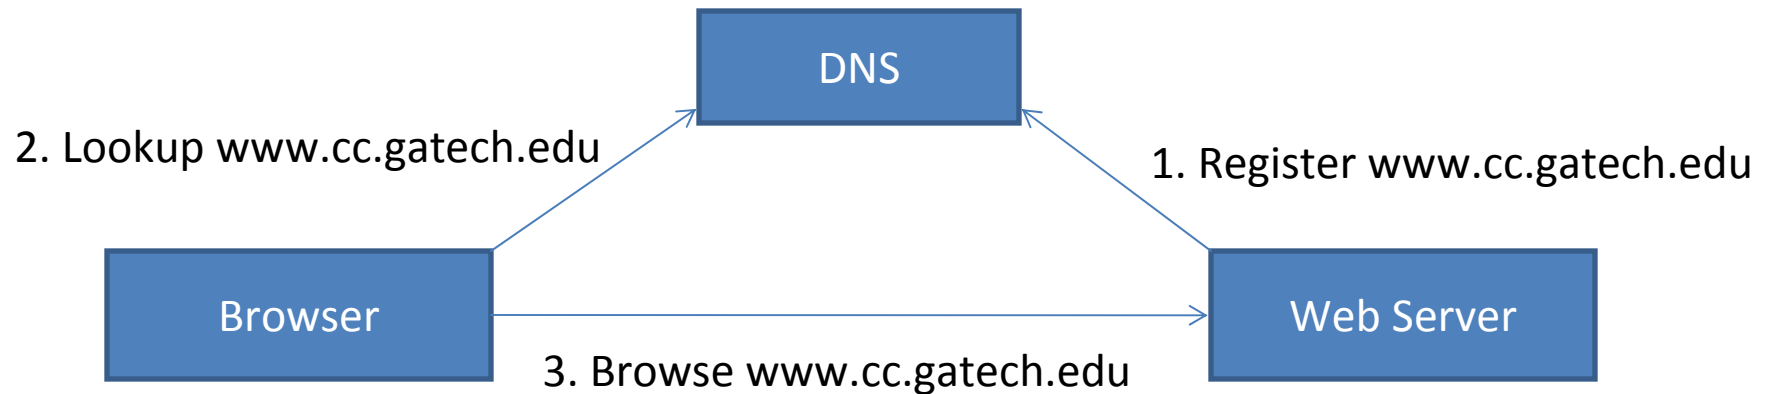 DNS
2. Lookup www.cc.gatech.edu
1. Register www.cc.gatech.edu
Browser
Web Server
3. Browse www.cc.gatech.edu